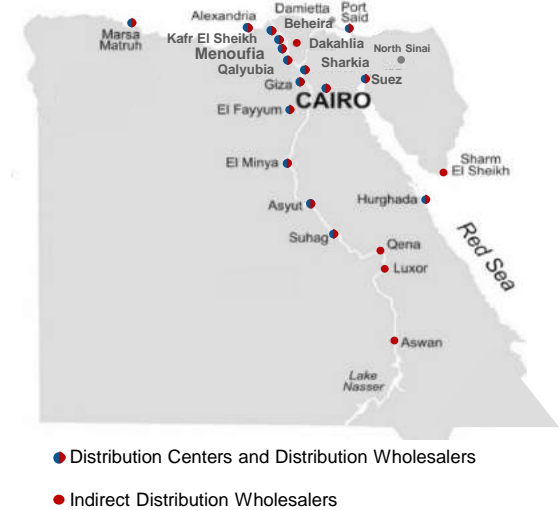 Damietta
Port
Said
Alexandria
Beheira
Marsa
Matruh
Kafr El Sheikh
Dakahlia
Menoufia
North Sinai
Sharkia
Qalyubia
Suez
Giza
CAIRO
El Fayyum
El Minya
Sharm
El Sheikh
Asyut
Hurghada
Suhag
Qena
Red Sea
Luxor
Aswan
Lake
Nasser
Distribution Centers and Distribution Wholesalers
Indirect Distribution Wholesalers